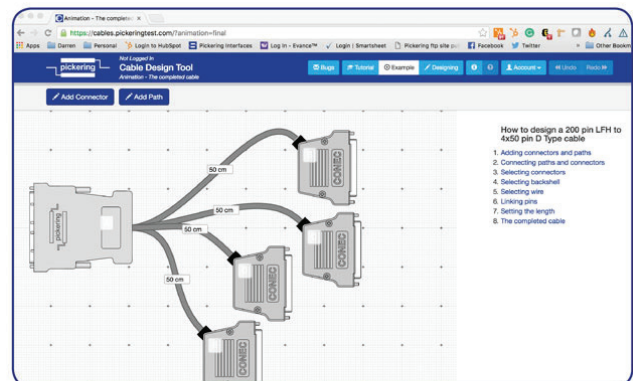 Animation - The completed
https://cables.pickeringtest.com/?animation=final
Apps Darren Personal Login to HubSpot Pickering Interfaces Log in - Evance™ Login | Smartsheet Pickering ftp site Facebook Twitter » Other Bookm
pickering
Not Logged In
Cable Design Tool
Animation - The completed cable
Bugs Tutorial Example Designing Account Undo Redo
Add Connector Add Path
How to design a 200 pin LFH to
4x50 pin D Type cable
1. Adding connectors and paths
2. Connecting paths and connectors
3. Selecting connectors
4. Selecting backshell
5. Selecting wire
6. Linking pins
7. Setting the length
8. The completed cable
50 cm
CONEC
50 cm
CONEC
pickering
50 cm
CONEC
50 cm
CONEC